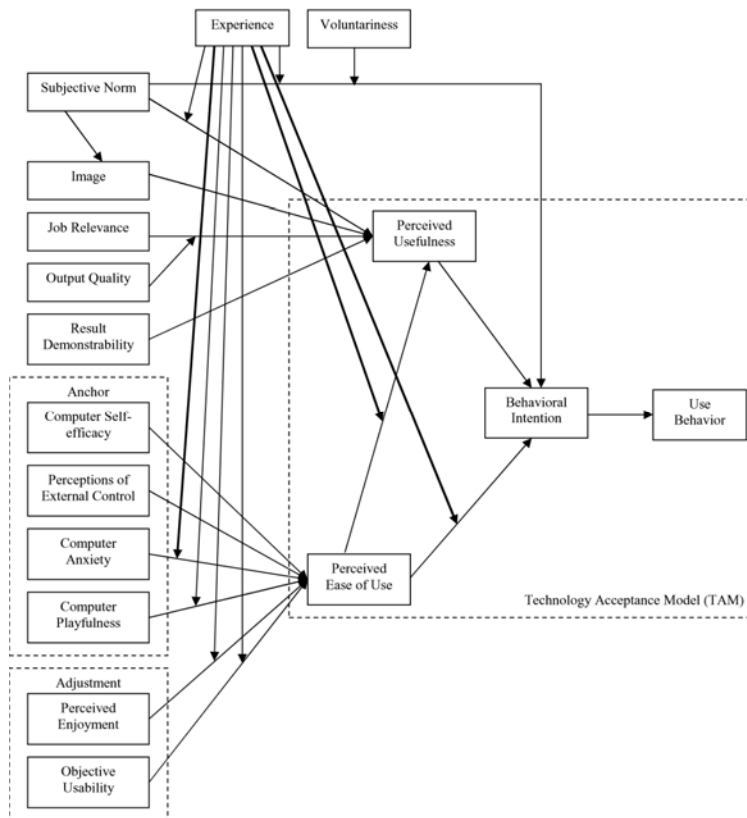 Experience
Voluntariness
Subjective Norm
Image
Job Relevance
Output Quality
Result
Demonstrability
Perceived
Usefulness
Behavioral
Intention
Use
Behavior
Anchor
Computer Self-
efficacy
Perceptions of
External Control
Computer
Anxiety
Computer
Playfulness
Perceived
Ease of Use
Technology Acceptance Model (TAM)
Adjustment
Perceived
Enjoyment
Objective
Usability